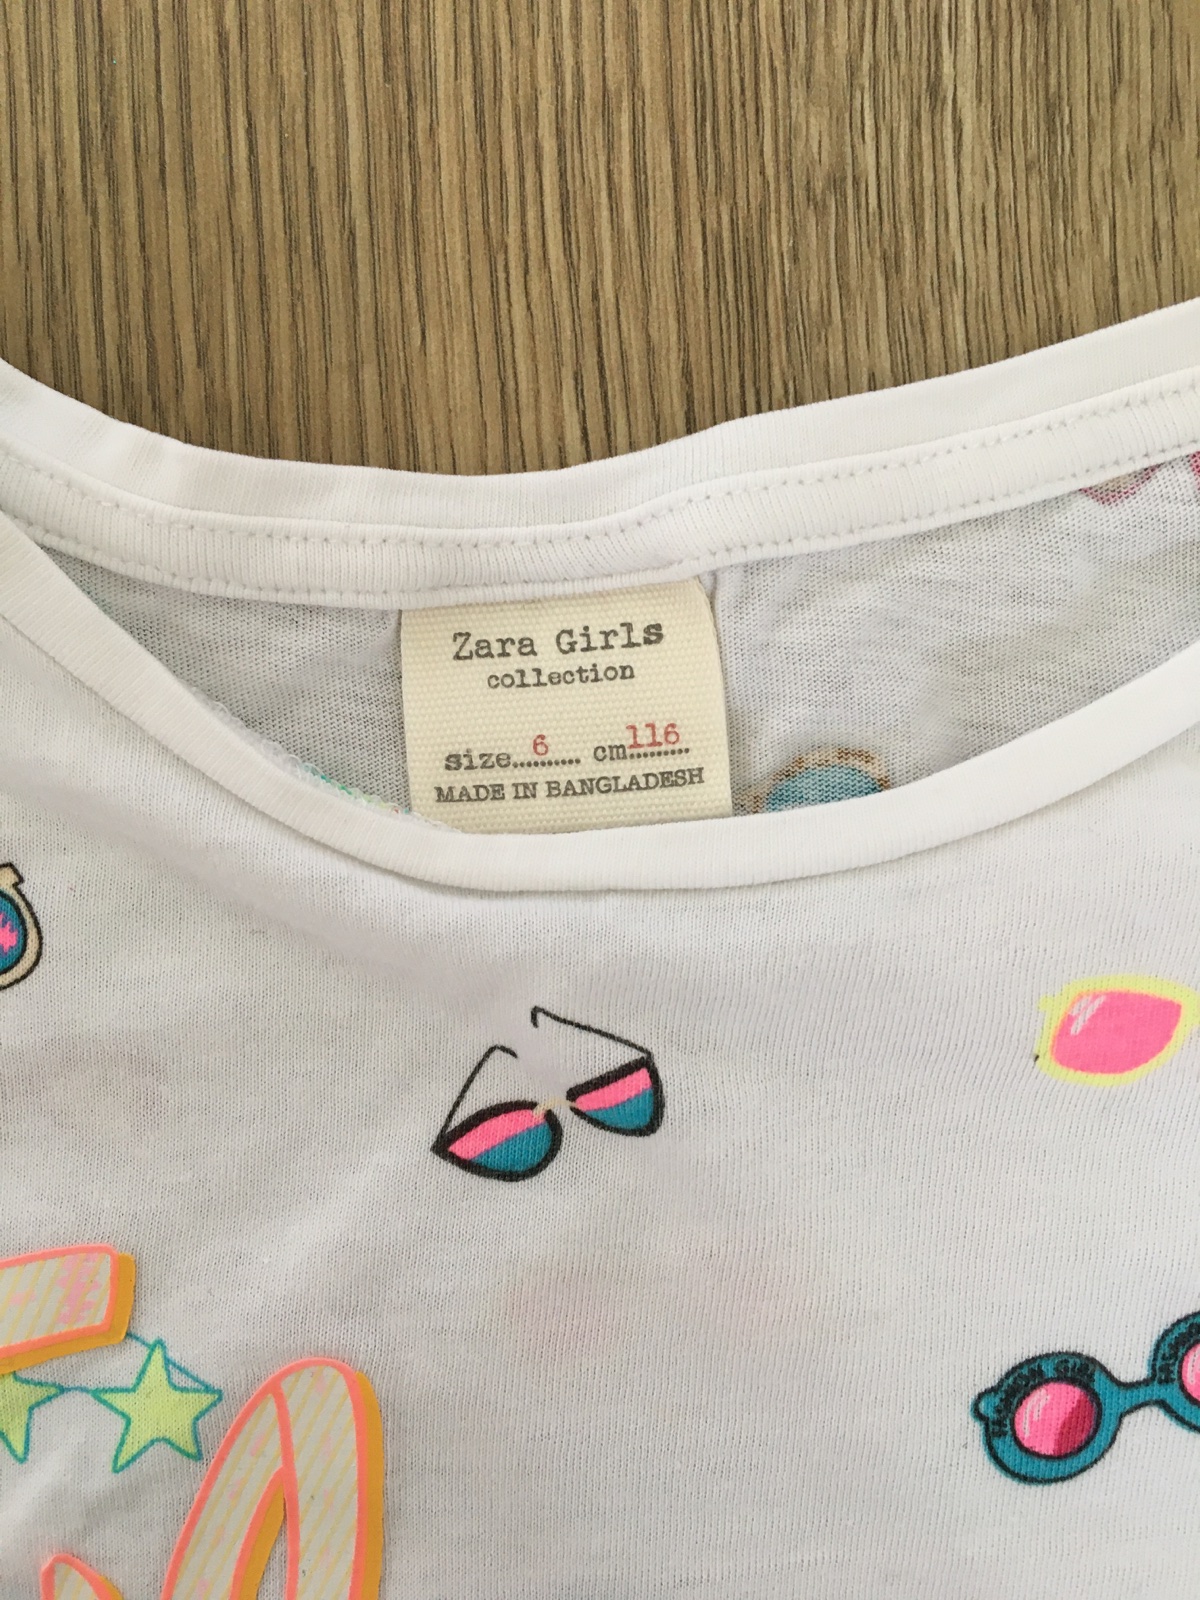 Zara Girls
collection
size..6.... cm..116....
MADE IN BANGLADESH